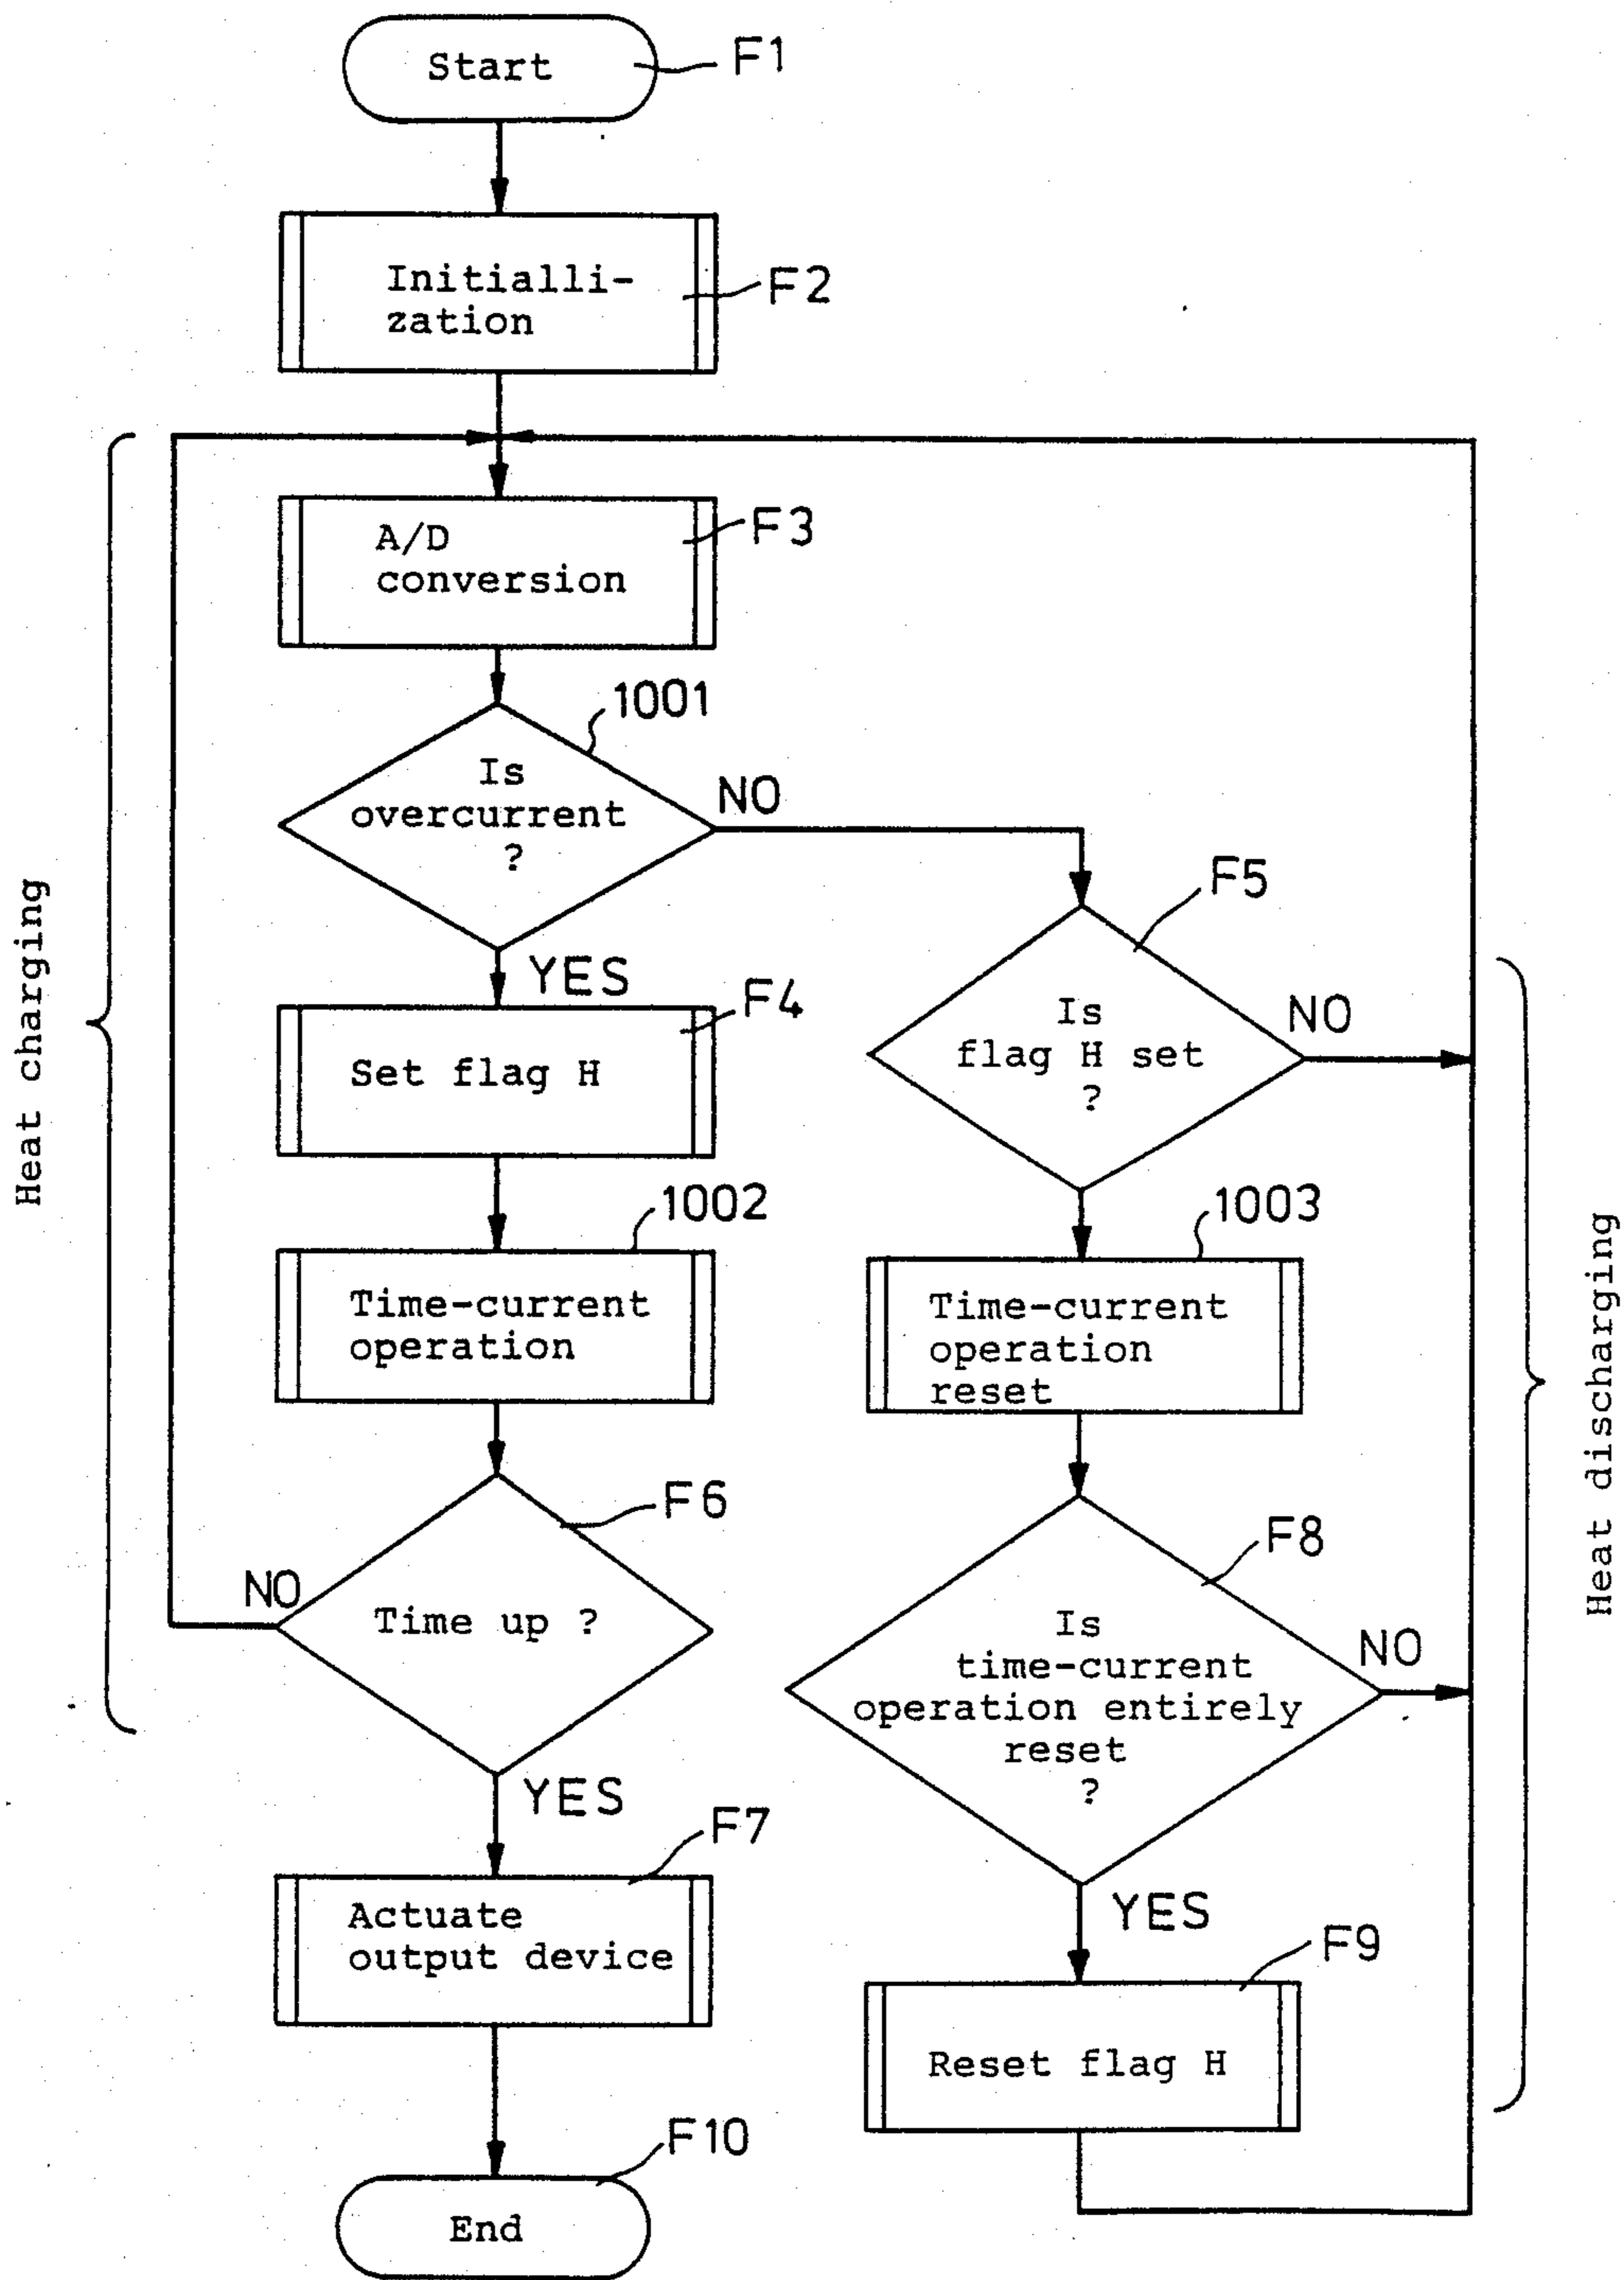 Start
F1
Initialli-
zation
F2
A/D
conversion
F3
1001
Is
overcurrent
?
NO
YES
F5
Is
flag H set
?
NO
F4
Set flag H
1002
Time-current
operation
1003
Time-current
operation
reset
F6
Time up ?
NO
YES
F8
Is
time-current
operation entirely
reset
?
NO
YES
F7
Actuate
output device
F9
Reset flag H
F10
End
Heat charging
Heat discharging